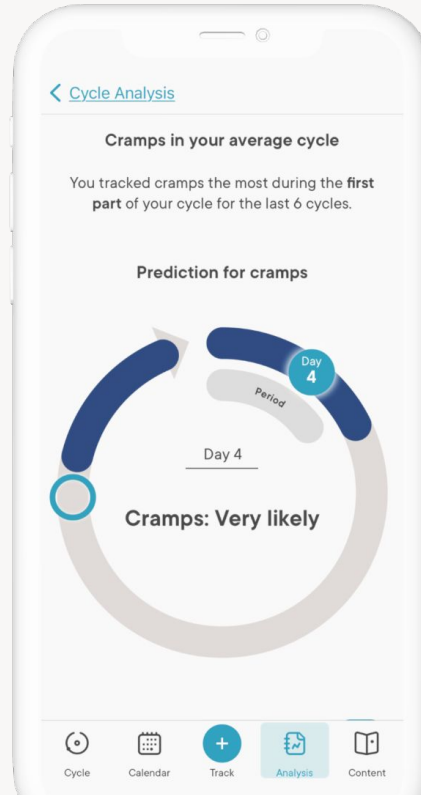 Cycle Analysis
Cramps in your average cycle
You tracked cramps the most during the first
part of your cycle for the last 6 cycles.
Prediction for cramps
Day
4
Period
Day 4
Cramps: Very likely
Cycle
Calendar
Track
Analysis
Content